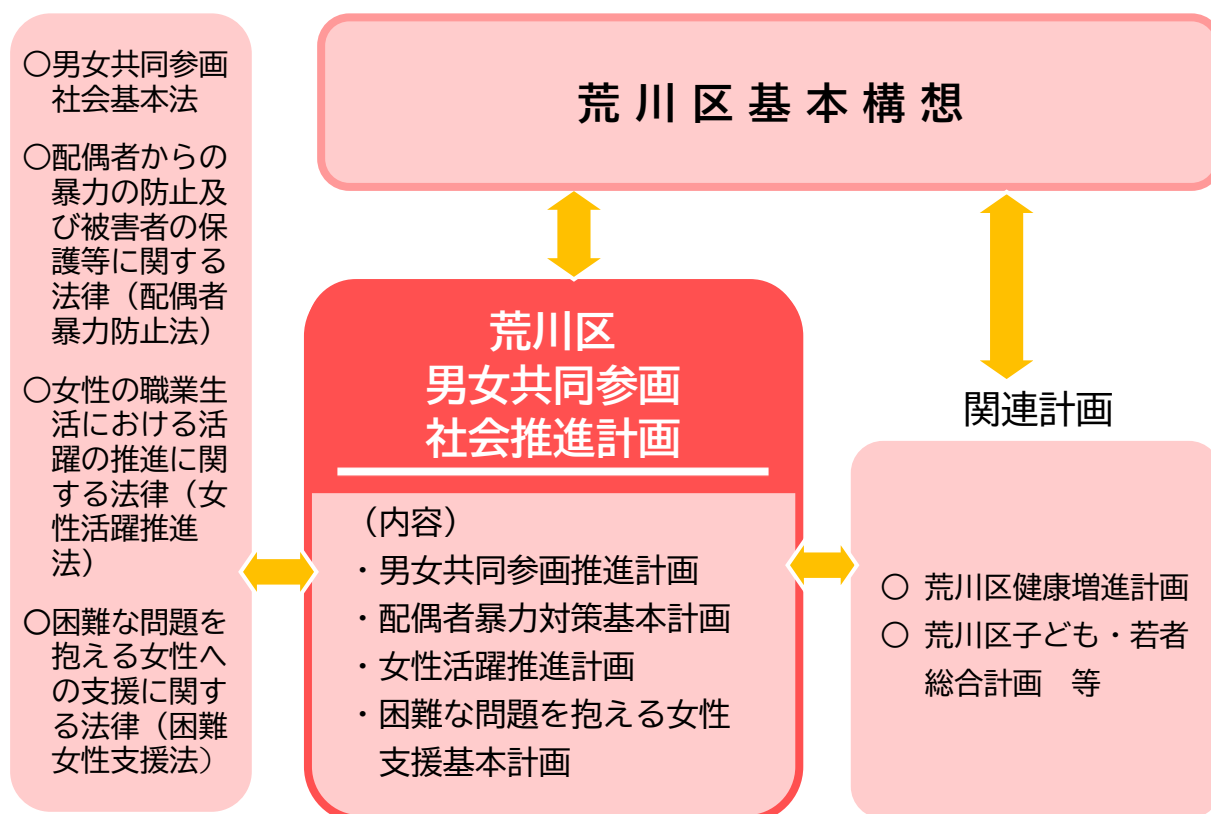 〇男女共同参画
社会基本法
〇配偶者からの
暴力の防止及
び被害者の保
護等に関する
法律（配偶者
暴力防止法）
〇女性の職業生
活における活
躍の推進に関
する法律（女
性活躍推進
法）
〇困難な問題を
抱える女性へ
の支援に関す
る法律（困難
女性支援法）
荒川区基本構想
荒川区
男女共同参画
社会推進計画
（内容）
・男女共同参画推進計画
・配偶者暴力対策基本計画
・女性活躍推進計画
・困難な問題を抱える女性
支援基本計画
関連計画
〇 荒川区健康増進計画
〇 荒川区子ども・若者
総合計画　等